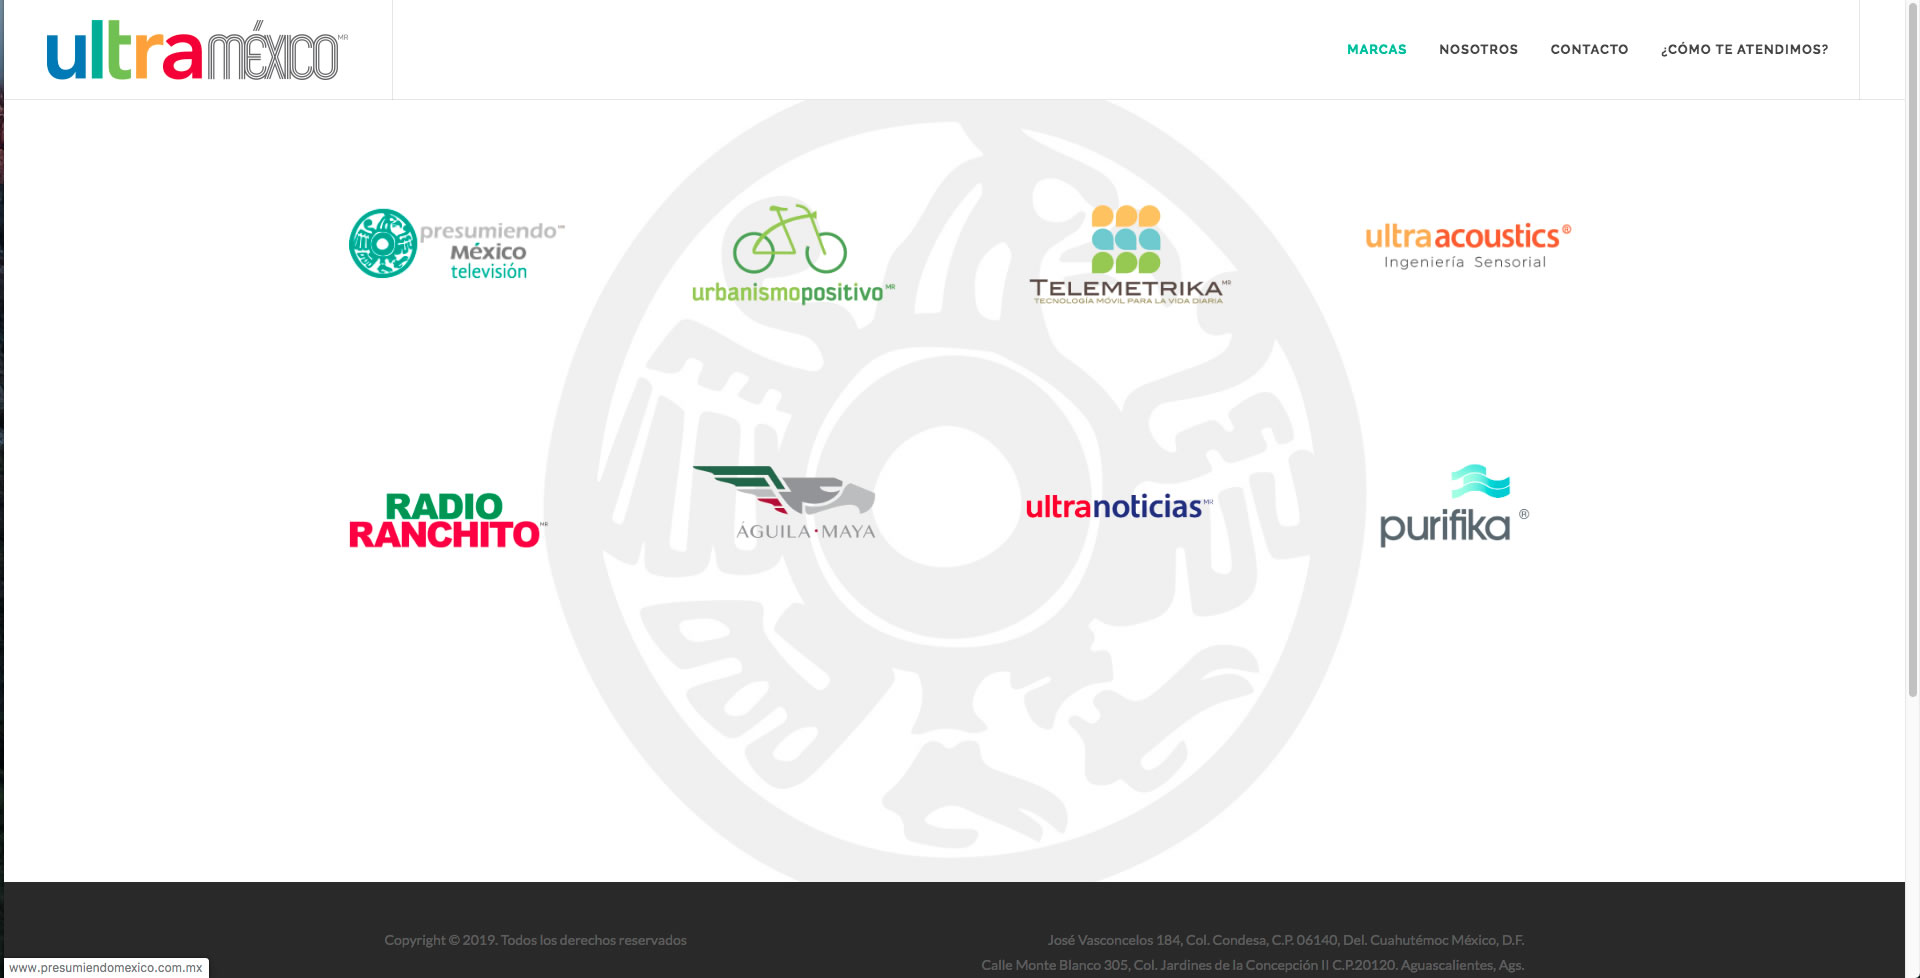 ultraMÉXICO MR
MARCAS NOSOTROS CONTACTO ¿CÓMO TE ATENDIMOS?
presumiendo™
México
televisión
urbanismopositivo MR
TELEMETRIKA MR
TECNOLOGÍA MÓVIL PARA LA VIDA DIARIA
ultraacoustics®
Ingeniería Sensorial
RADIO
RANCHITO MR
ÁGUILA·MAYA
ultranoticias MR
purifika ®
Copyright © 2019. Todos los derechos reservados
José Vasconcelos 184, Col. Condesa, C.P. 06140, Del. Cuahutémoc México, D.F.
Calle Monte Blanco 305, Col. Jardines de la Concepción II C.P.20120. Aguascalientes, Ags.
www.presumiendomexico.com.mx